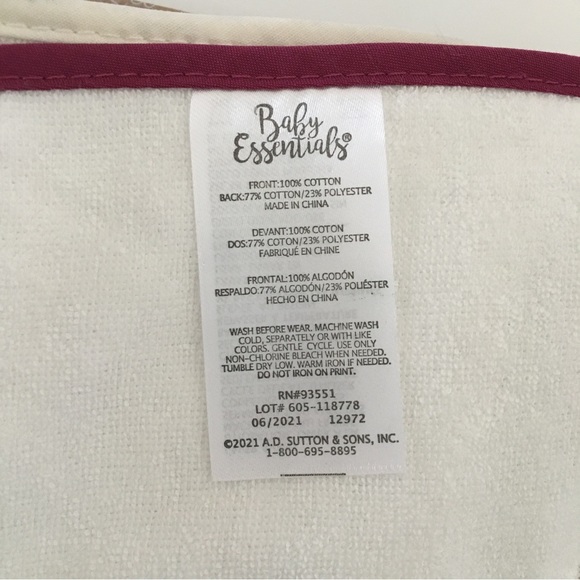 Baby
Essentials®
FRONT:100% COTTON
BACK:77% COTTON/23% POLYESTER
MADE IN CHINA
DEVANT:100% COTON
DOS:77% COTON/23% POLYESTER
FABRIQUÉ EN CHINE
FRONTAL:100% ALGODÓN
RESPALDO:77% ALGODÓN/23% POLIÉSTER
HECHO EN CHINA
WASH BEFORE WEAR. MACHINE WASH
COLD, SEPARATELY OR WITH LIKE
COLORS. GENTLE CYCLE. USE ONLY
NON-CHLORINE BLEACH WHEN NEEDED.
TUMBLE DRY LOW. WARM IRON IF NEEDED.
DO NOT IRON ON PRINT.
RN#93551
LOT# 605-118778
06/2021 12972
©2021 A.D. SUTTON & SONS, INC.
1-800-695-8895